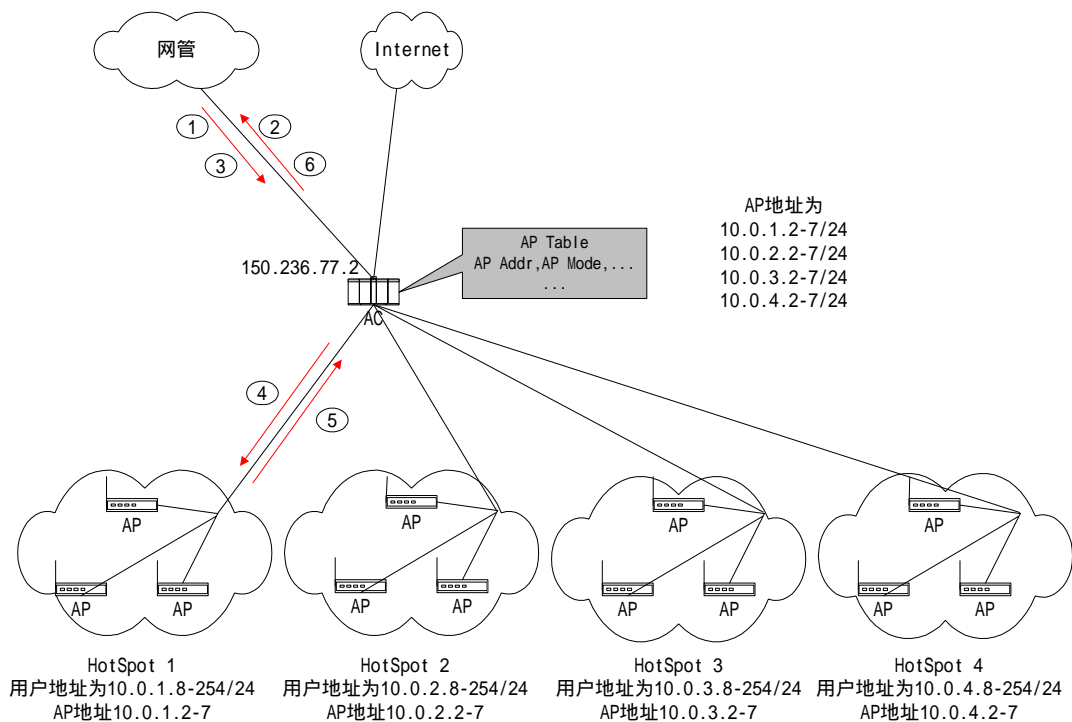 网管
Internet
1
2
3
6
AP地址为
10.0.1.2-7/24
10.0.2.2-7/24
10.0.3.2-7/24
10.0.4.2-7/24
AP Table
AP Addr,AP Mode,...
...
150.236.77.2
AC
4
5
AP
AP
AP
AP
AP
AP
AP
AP
AP
AP
AP
AP
HotSpot 1
用户地址为10.0.1.8-254/24
AP地址10.0.1.2-7
HotSpot 2
用户地址为10.0.2.8-254/24
AP地址10.0.2.2-7
HotSpot 3
用户地址为10.0.3.8-254/24
AP地址10.0.3.2-7
HotSpot 4
用户地址为10.0.4.8-254/24
AP地址10.0.4.2-7